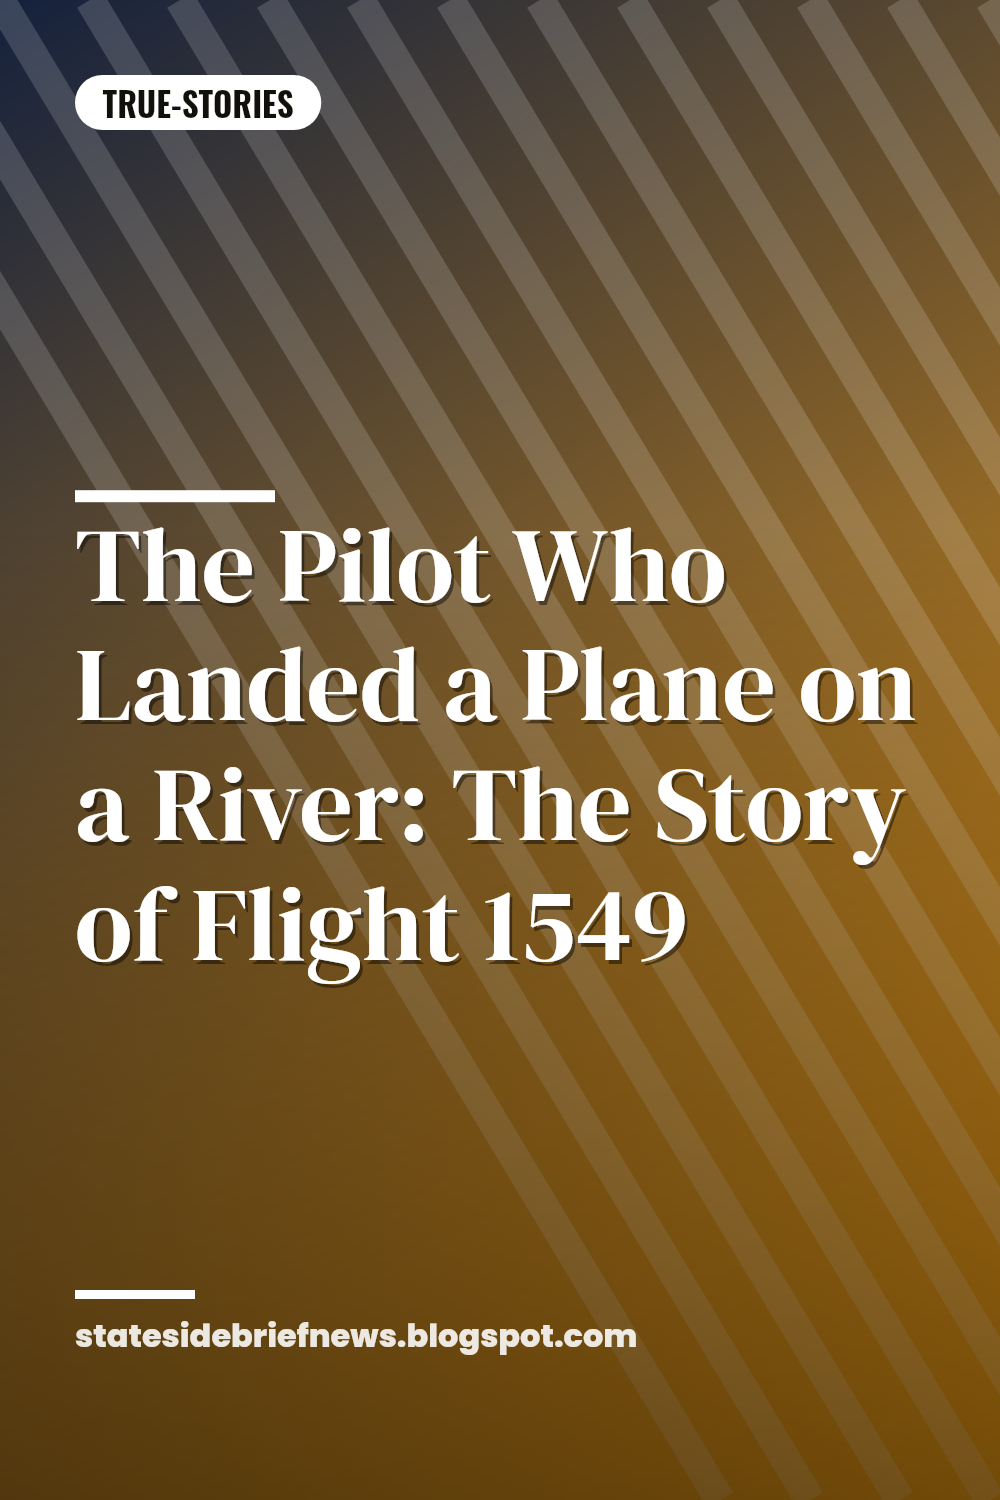 TRUE-STORIES
The Pilot Who
Landed a Plane on
a River: The Story
of Flight 1549
statesidebriefnews.blogspot.com